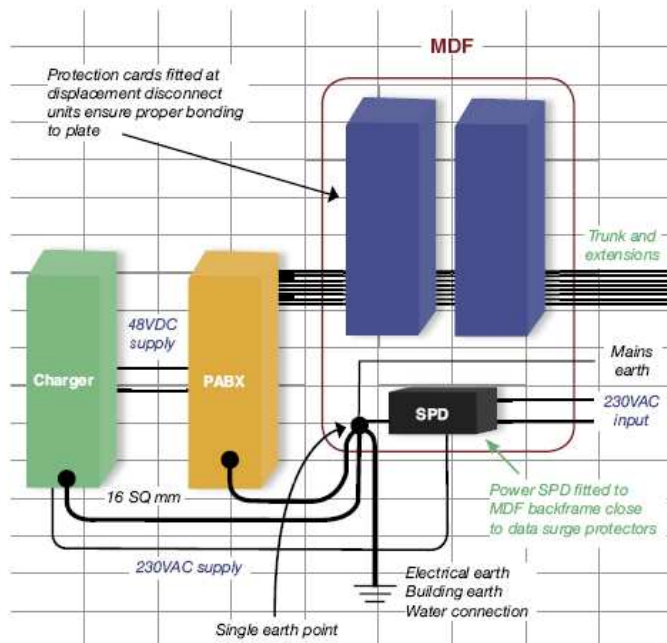 MDF
Protection cards fitted at
displacement disconnect
units ensure proper bonding
to plate
Trunk and
extensions
48VDC
supply
Charger
PABX
Mains
earth
SPD
230VAC
input
16 SQ mm
Power SPD fitted to
MDF backframe close
to data surge protectors
230VAC supply
Electrical earth
Building earth
Water connection
Single earth point